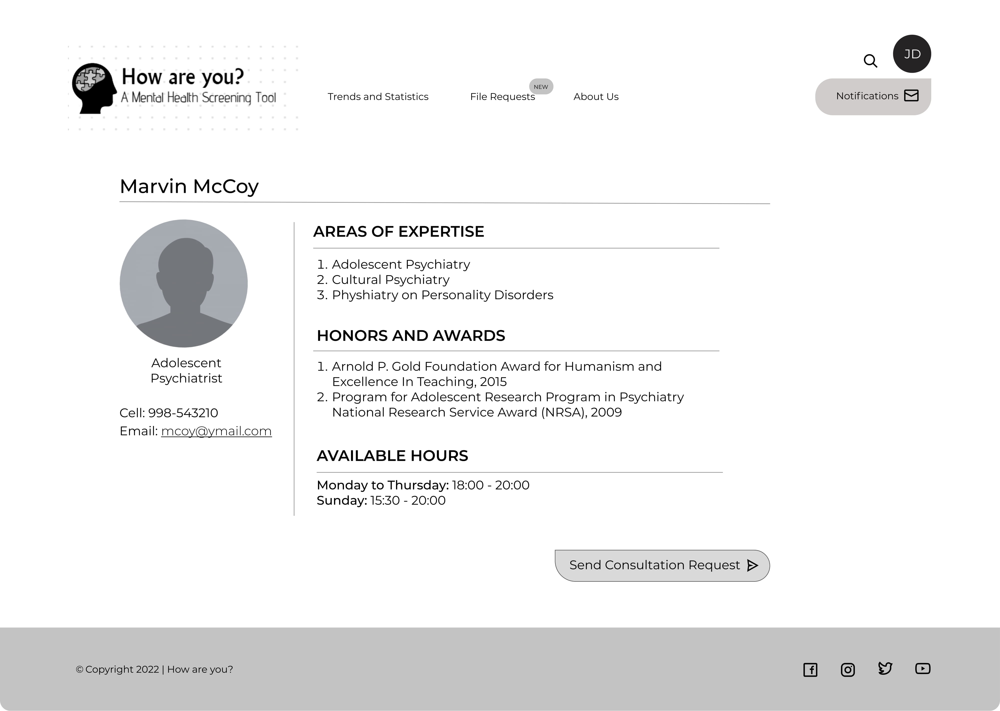 JD
How are you?
A Mental Health Screening Tool
NEW
Trends and Statistics
File Requests
About Us
Notifications
Marvin McCoy
Adolescent
Psychiatrist
Cell: 998-543210
Email: mcoy@ymail.com
AREAS OF EXPERTISE
1. Adolescent Psychiatry
2. Cultural Psychiatry
3. Physhiatry on Personality Disorders
HONORS AND AWARDS
1. Arnold P. Gold Foundation Award for Humanism and
Excellence In Teaching, 2015
2. Program for Adolescent Research Program in Psychiatry
National Research Service Award (NRSA), 2009
AVAILABLE HOURS
Monday to Thursday: 18:00 - 20:00
Sunday: 15:30 - 20:00
Send Consultation Request
© Copyright 2022 | How are you?